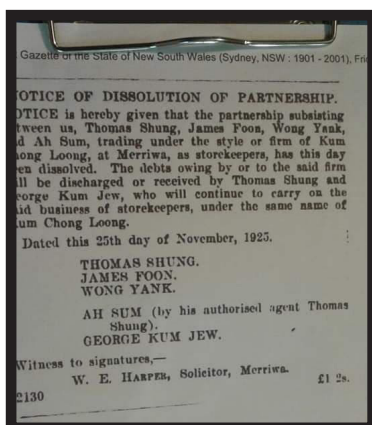 Gazette of the State of New South Wales (Sydney, NSW : 1901 - 2001), Fri
OTICE OF DISSOLUTION OF PARTNERSHIP.
OTICE is hereby given that the partnership subsisting
tween us, Thomas Shung, James Foon, Wong Yank,
d Ah Sum, trading under the style or firm of Kum
hong Loong, at Merriwa, as storekeepers, has this day
en dissolved. The debts owing by or to the said firm
ill be discharged or received by Thomas Shung and
eorge Kum Jew, who will continue to carry on the
id business of storekeepers, under the same name of
um Chong Loong.
Dated this 25th day of November, 1925.
THOMAS SHUNG.
JAMES FOON.
WONG YANK.
AH SUM (by his authorised agent Thomas
Shung).
GEORGE KUM JEW.
Witness to signatures,—
W. E. HARPER, Solicitor, Merriwa.
2130 £1 2s.